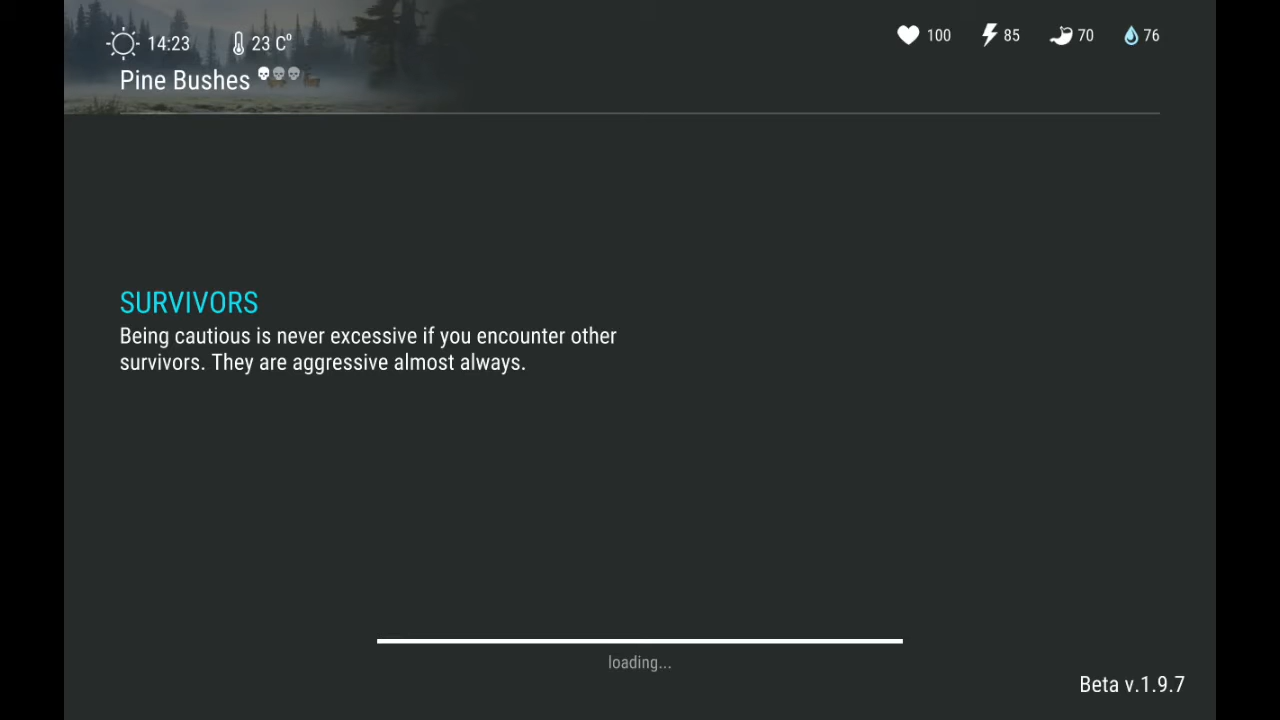 14:23 23 C° 100 85 70 76
Pine Bushes
SURVIVORS
Being cautious is never excessive if you encounter other
survivors. They are aggressive almost always.
loading...
Beta v.1.9.7